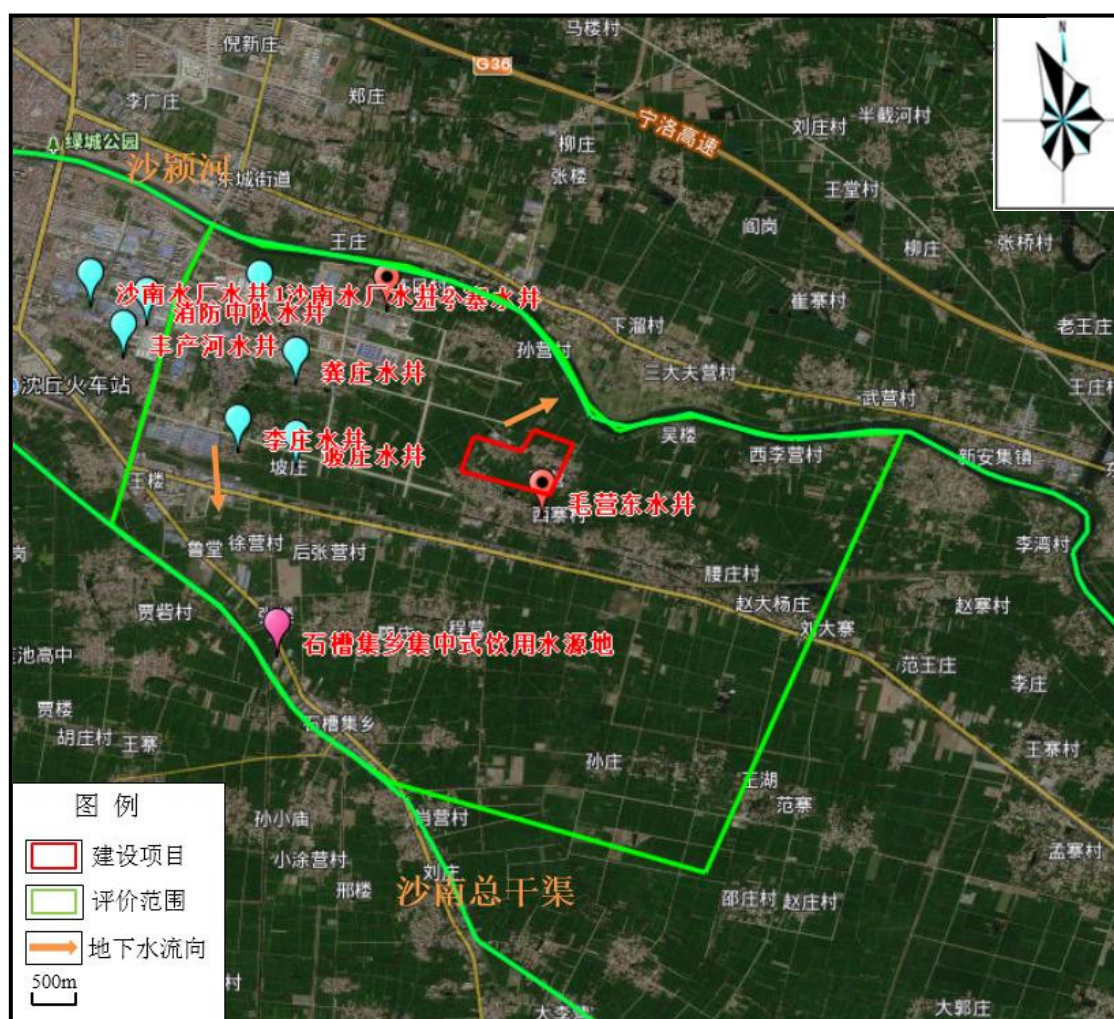 马楼村
倪新庄
G36
N
李广庄
郑庄
宁洛高速
半截河村
刘庄村
绿城公园
柳庄
沙颍河
东城街道
张楼
王堂村
王庄
阎岗
柳庄
张桥村
沙南水厂水井1
沙南水厂水井2
小寨水井
崔寨村
消防中队水井
下溜村
老王庄
丰产河水井
孙营村
龚庄水井
三大夫营村
沈丘火车站
王庄村
武营村
李庄水井
吴楼
坡庄
坡庄水井
西李营村
新安集镇
王楼
毛营东水井
西寨村
鲁堂
徐营村
后张营村
李湾村
腰庄村
贾砦村
赵大杨庄
赵寨村
刘大寨
程营
石槽集乡集中式饮用水源地
范王庄
李庄
贾楼
石槽集乡
胡庄村
王寨
王寨村
孙庄
王湖
范寨
图 例
孙小庙
肖营村
孟寨村
建设项目
小涂营村
刘庄
邢楼
沙南总干渠
评价范围
邵庄村
赵庄村
地下水流向
500m
大郭庄